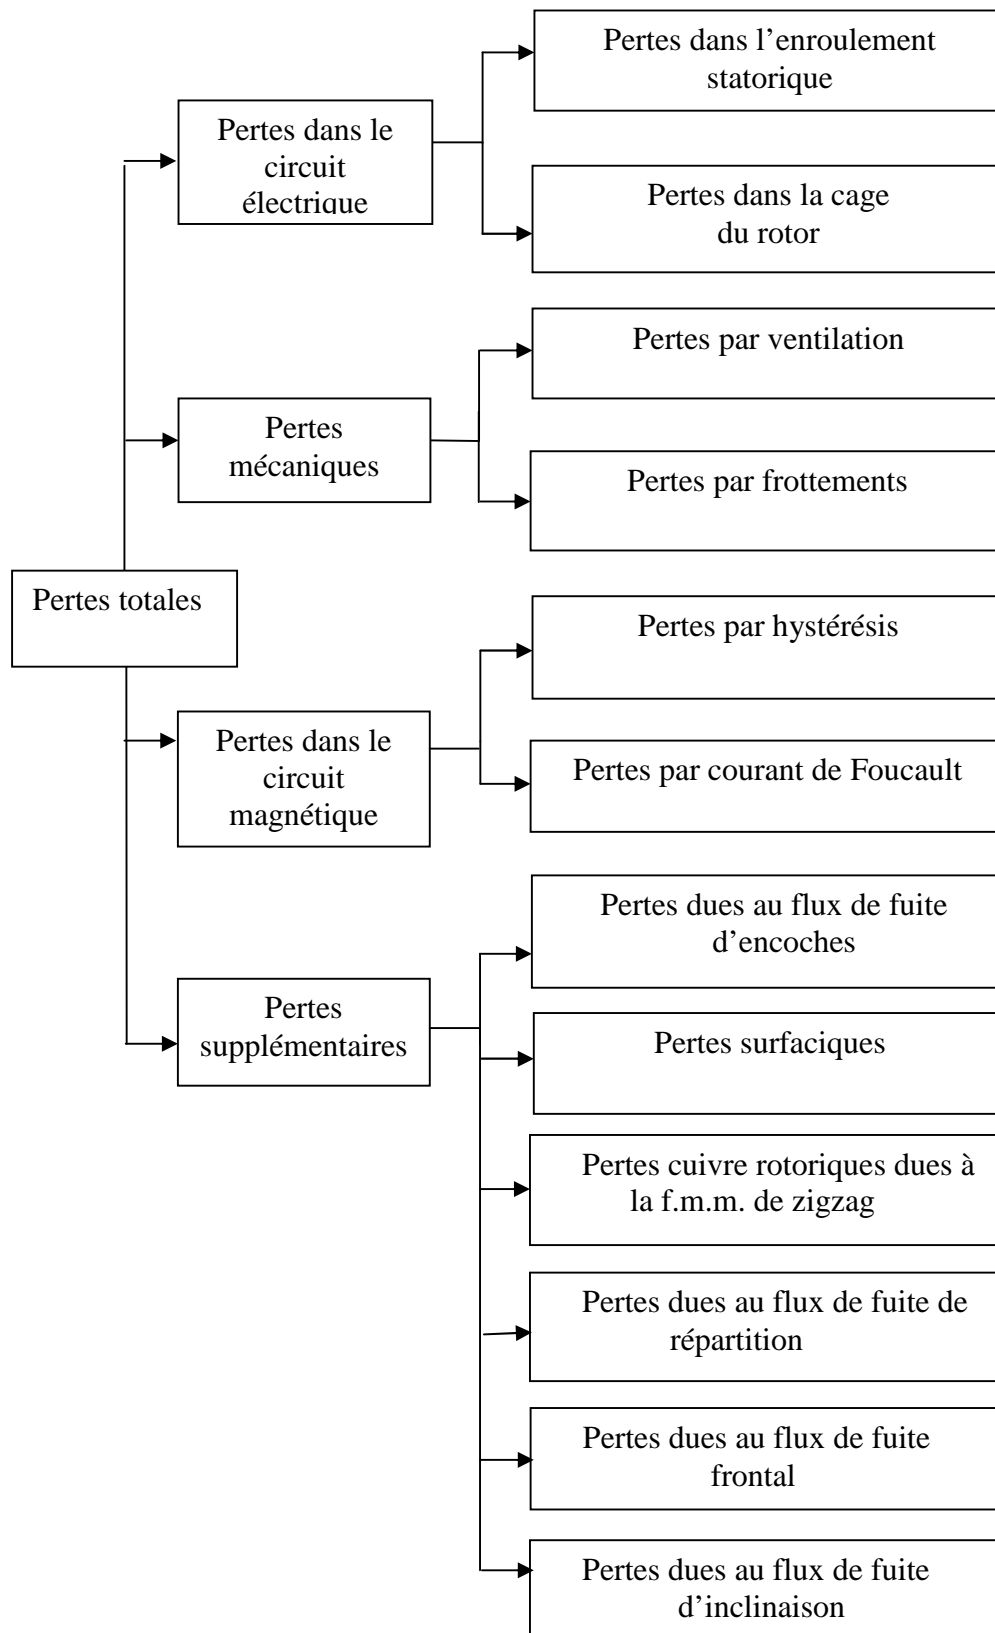 Pertes totales
Pertes dans le
circuit
électrique
Pertes dans l’enroulement
statorique
Pertes dans la cage
du rotor
Pertes
mécaniques
Pertes par ventilation
Pertes par frottements
Pertes dans le
circuit
magnétique
Pertes par hystérésis
Pertes par courant de Foucault
Pertes
supplémentaires
Pertes dues au flux de fuite
d’encoches
Pertes surfaciques
Pertes cuivre rotoriques dues à
la f.m.m. de zigzag
Pertes dues au flux de fuite de
répartition
Pertes dues au flux de fuite
frontal
Pertes dues au flux de fuite
d’inclinaison